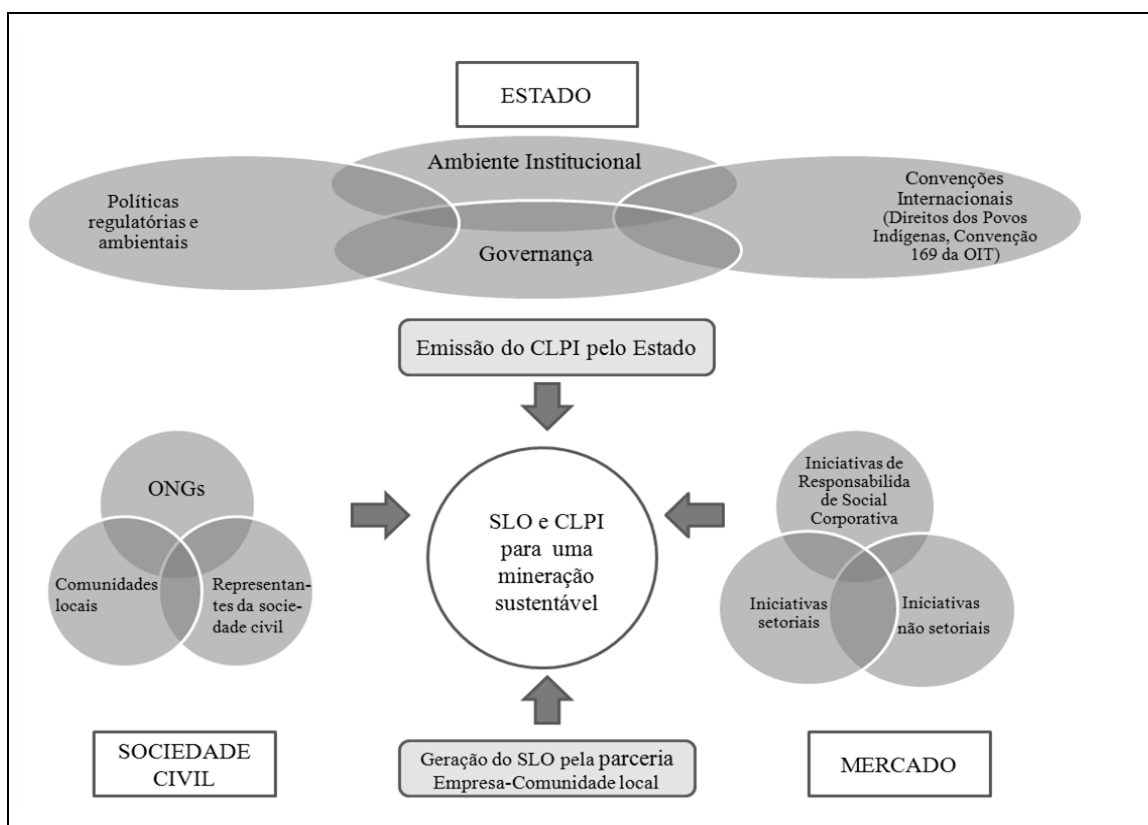 ESTADO
Ambiente Institucional
Políticas
regulatórias e
ambientais
Governança
Convenções
Internacionais
(Direitos dos Povos
Indígenas, Convenção
169 da OIT)
Emissão do CLPI pelo Estado
ONGs
Comunidades
locais
Representan-
tes da socie-
dade civil
SLO e CLPI
para uma
mineração
sustentável
Iniciativas de
Responsabilida
de Social
Corporativa
Iniciativas
setoriais
Iniciativas
não setoriais
SOCIEDADE
CIVIL
Geração do SLO pela parceria
Empresa-Comunidade local
MERCADO